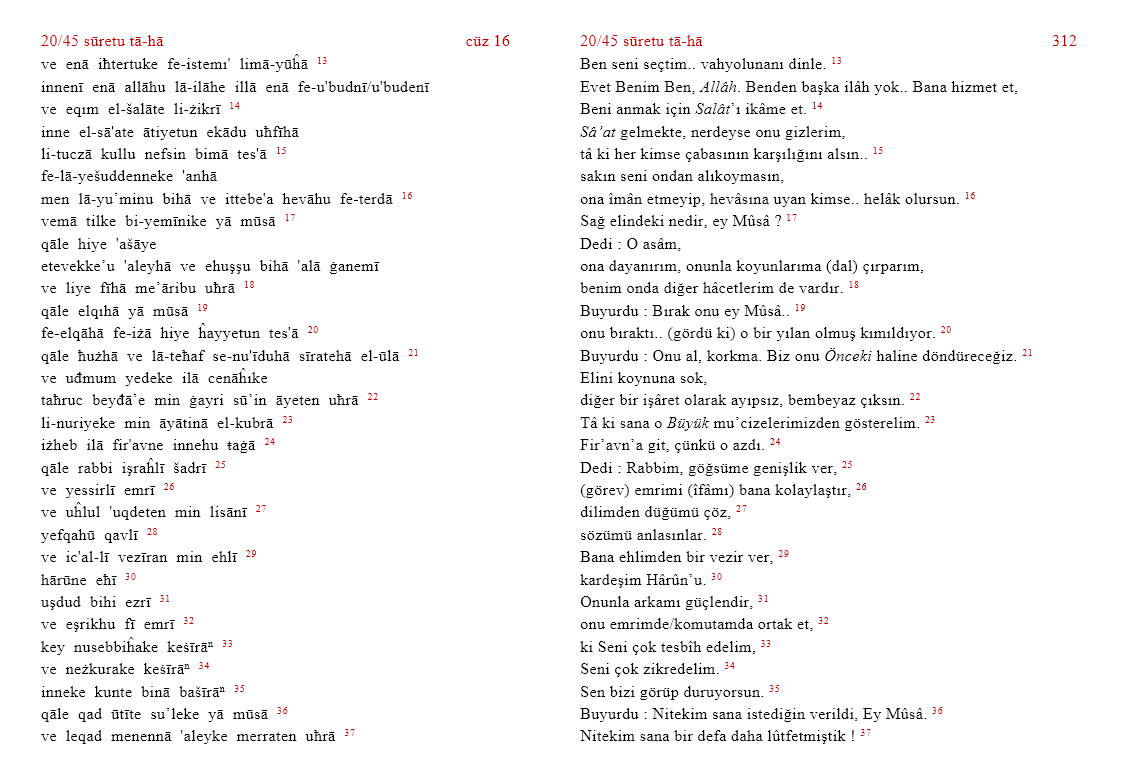 20/45 sūretu tā-hā cüz 16
ve enā iħtertuke fe-istemı' limā-yūĥā 13
innenī enā allāhu lā-ilāhe illā enā fe-u'budnī/u'budenī
ve eqım el-šalāte li-żikrī 14
inne el-sā'ate ātiyetun ekādu uħfīhā
li-tuczā kullu nefsin bimā tes'ā 15
fe-lā-yešuddenneke 'anhā
men lā-yu’minu bihā ve ittebe'a hevāhu fe-terdā 16
vemā tilke bi-yemīnike yā mūsā 17
qāle hiye 'ašāye
etevekke’u 'aleyhā ve ehuşşu bihā 'alā ġanemī
ve liye fīhā me’āribu uħrā 18
qāle elqıhā yā mūsā 19
fe-elqāhā fe-iżā hiye ĥayyetun tes'ā 20
qāle ħużhā ve lā-teħaf se-nu'īduhā sīratehā el-ūlā 21
ve uđmum yedeke ilā cenāĥıke
taħruc beyđā’e min ġayri sū’in āyeten uħrā 22
li-nuriyeke min āyātinā el-kubrā 23
iżheb ilā fir'avne innehu ŧaġā 24
qāle rabbi işraĥlī šadrī 25
ve yessirlī emrī 26
ve uĥlul 'uqdeten min lisānī 27
yefqahū qavlī 28
ve ic'al-lī vezīran min ehlī 29
hārūne eħī 30
uşdud bihi ezrī 31
ve eşrikhu fī emrī 32
key nusebbiĥake keśīrāⁿ 33
ve neżkurake keśīrāⁿ 34
inneke kunte binā bašīrāⁿ 35
qāle qad ūtīte su’leke yā mūsā 36
ve leqad menennā 'aleyke merraten uħrā 37
20/45 sūretu tā-hā 312
Ben seni seçtim.. vahyolunanı dinle. 13
Evet Benim Ben, Allâh. Benden başka ilâh yok.. Bana hizmet et,
Beni anmak için Salât’ı ikâme et. 14
Sâ’at gelmekte, nerdeyse onu gizlerim,
tâ ki her kimse çabasının karşılığını alsın.. 15
sakın seni ondan alıkoymasın,
ona îmân etmeyip, hevâsına uyan kimse.. helâk olursun. 16
Sağ elindeki nedir, ey Mûsâ ? 17
Dedi : O asâm,
ona dayanırım, onunla koyunlarıma (dal) çırparım,
benim onda diğer hâcetlerim de vardır. 18
Buyurdu : Bırak onu ey Mûsâ.. 19
onu bıraktı.. (gördü ki) o bir yılan olmuş kımıldıyor. 20
Buyurdu : Onu al, korkma. Biz onu Önceki haline döndüreceğiz. 21
Elini koynuna sok,
diğer bir işâret olarak ayıpsız, bembeyaz çıksın. 22
Tâ ki sana o Büyük mu’cizelerimizden gösterelim. 23
Fir’avn’a git, çünkü o azdı. 24
Dedi : Rabbim, göğsüme genişlik ver, 25
(görev) emrimi (îfâmı) bana kolaylaştır, 26
dilimden düğümü çöz, 27
sözümü anlasınlar. 28
Bana ehlimden bir vezir ver, 29
kardeşim Hârûn’u. 30
Onunla arkamı güçlendir, 31
onu emrimde/komutamda ortak et, 32
ki Seni çok tesbîh edelim, 33
Seni çok zikredelim. 34
Sen bizi görüp duruyorsun. 35
Buyurdu : Nitekim sana istediğin verildi, Ey Mûsâ. 36
Nitekim sana bir defa daha lûtfetmiştik ! 37